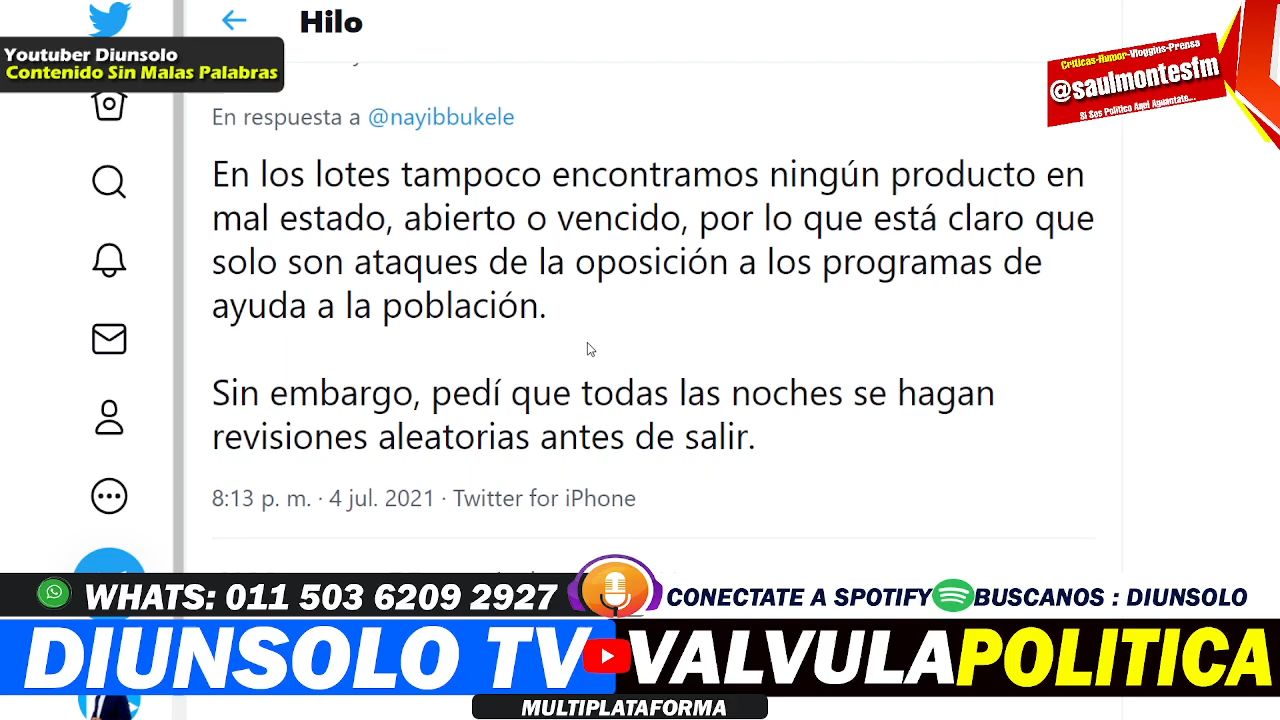 Hilo
Youtuber Diunsolo
Contenido Sin Malas Palabras
Criticas-Humor-Vloggins-Prensa
@saulmontesfm
Si Sos Politico Aqui Aguantate...
En respuesta a @nayibbukele
En los lotes tampoco encontramos ningún producto en
mal estado, abierto o vencido, por lo que está claro que
solo son ataques de la oposición a los programas de
ayuda a la población.
Sin embargo, pedí que todas las noches se hagan
revisiones aleatorias antes de salir.
8:13 p. m. · 4 jul. 2021 · Twitter for iPhone
WHATS: 011 503 6209 2927
CONECTATE A SPOTIFY BUSCANOS : DIUNSOLO
DIUNSOLO TV VALVULA POLITICA
MULTIPLATAFORMA